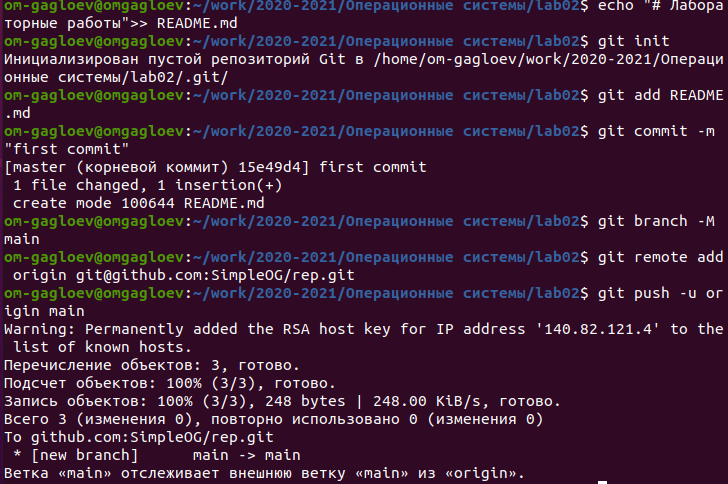 om-gagloev@omgagloev:~/work/2020-2021/Операционные системы/lab02$ echo "# Лабора
торные работы">> README.md
om-gagloev@omgagloev:~/work/2020-2021/Операционные системы/lab02$ git init
Инициализирован пустой репозиторий Git в /home/om-gagloev/work/2020-2021/Операци
онные системы/lab02/.git/
om-gagloev@omgagloev:~/work/2020-2021/Операционные системы/lab02$ git add README
.md
om-gagloev@omgagloev:~/work/2020-2021/Операционные системы/lab02$ git commit -m
"first commit"
[master (корневой коммит) 15e49d4] first commit
 1 file changed, 1 insertion(+)
 create mode 100644 README.md
om-gagloev@omgagloev:~/work/2020-2021/Операционные системы/lab02$ git branch -M
main
om-gagloev@omgagloev:~/work/2020-2021/Операционные системы/lab02$ git remote add
 origin git@github.com:SimpleOG/rep.git
om-gagloev@omgagloev:~/work/2020-2021/Операционные системы/lab02$ git push -u or
igin main
Warning: Permanently added the RSA host key for IP address '140.82.121.4' to the
 list of known hosts.
Перечисление объектов: 3, готово.
Подсчет объектов: 100% (3/3), готово.
Запись объектов: 100% (3/3), 248 bytes | 248.00 KiB/s, готово.
Всего 3 (изменения 0), повторно использовано 0 (изменения 0)
To github.com:SimpleOG/rep.git
 * [new branch]      main -> main
Ветка «main» отслеживает внешнюю ветку «main» из «origin».